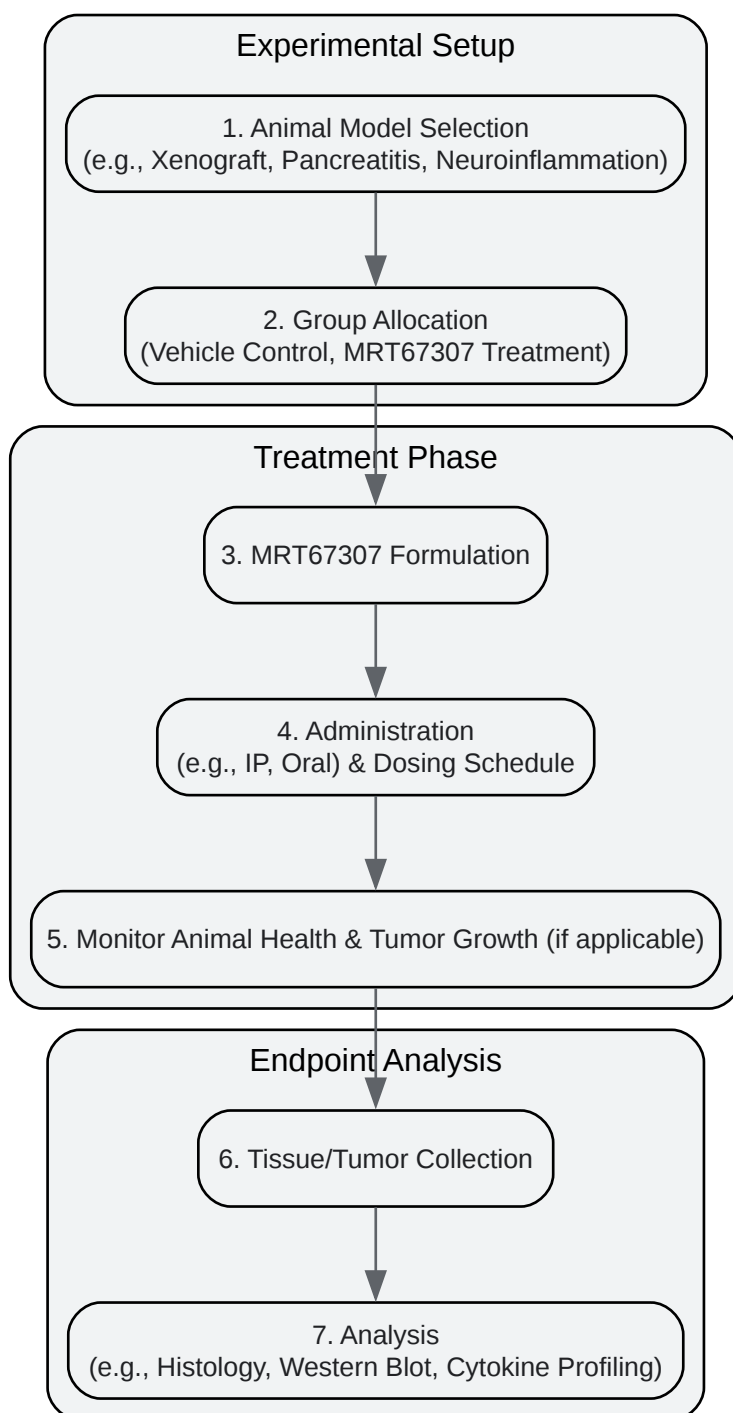 Experimental Setup
1. Animal Model Selection
(e.g., Xenograft, Pancreatitis, Neuroinflammation)
2. Group Allocation
(Vehicle Control, MRT67307 Treatment)
Treatment Phase
3. MRT67307 Formulation
4. Administration
(e.g., IP, Oral) & Dosing Schedule
5. Monitor Animal Health & Tumor Growth (if applicable)
Endpoint Analysis
6. Tissue/Tumor Collection
7. Analysis
(e.g., Histology, Western Blot, Cytokine Profiling)